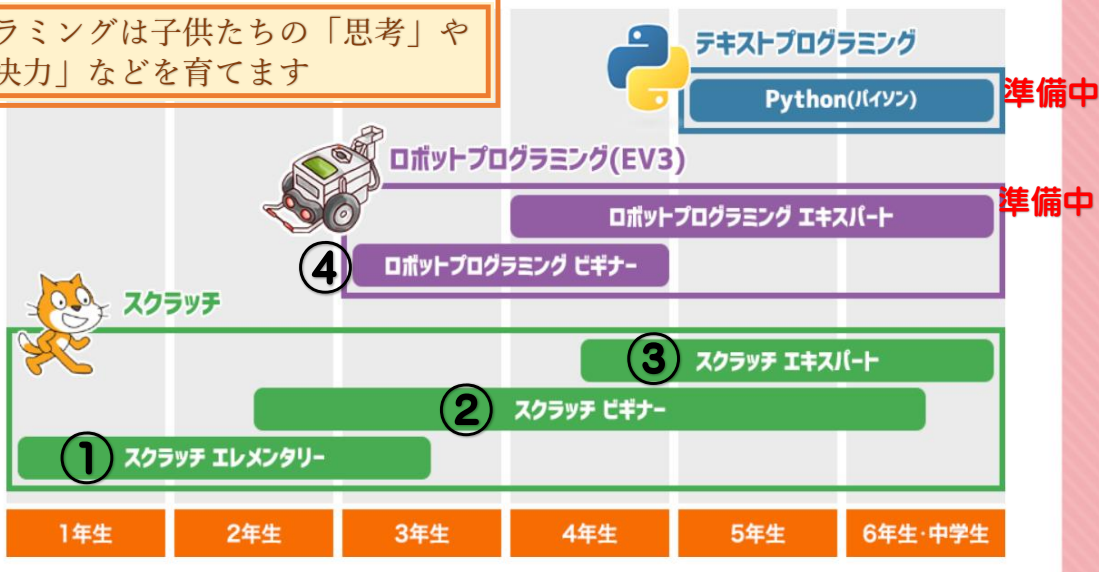 ラミングは子供たちの「思考」や
決力」などを育てます
テキストプログラミング
Python(パイソン)
準備中
ロボットプログラミング(EV3)
準備中
ロボットプログラミング エキスパート
④ ロボットプログラミング ビギナー
スクラッチ
③ スクラッチ エキスパート
② スクラッチ ビギナー
① スクラッチ エレメンタリー
1年生 2年生 3年生 4年生 5年生 6年生・中学生